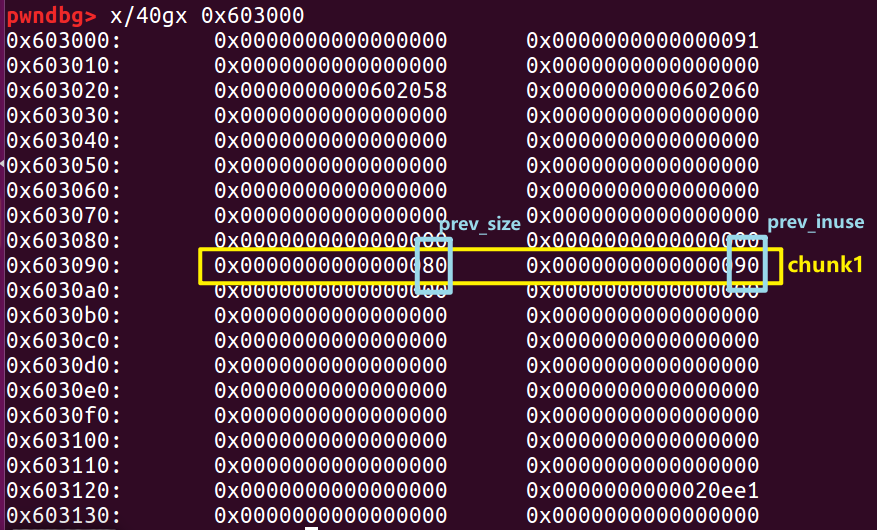 pwndbg> x/40gx 0x603000
0x603000: 0x0000000000000000 0x0000000000000091
0x603010: 0x0000000000000000 0x0000000000000000
0x603020: 0x0000000000602058 0x0000000000602060
0x603030: 0x0000000000000000 0x0000000000000000
0x603040: 0x0000000000000000 0x0000000000000000
0x603050: 0x0000000000000000 0x0000000000000000
0x603060: 0x0000000000000000 0x0000000000000000
0x603070: 0x0000000000000000 0x0000000000000000
prev_size prev_inuse
0x603080: 0x0000000000000000 0x0000000000000000
0x603090: 0x0000000000000080 0x0000000000000090 chunk1
0x6030a0: 0x0000000000000000 0x0000000000000000
0x6030b0: 0x0000000000000000 0x0000000000000000
0x6030c0: 0x0000000000000000 0x0000000000000000
0x6030d0: 0x0000000000000000 0x0000000000000000
0x6030e0: 0x0000000000000000 0x0000000000000000
0x6030f0: 0x0000000000000000 0x0000000000000000
0x603100: 0x0000000000000000 0x0000000000000000
0x603110: 0x0000000000000000 0x0000000000000000
0x603120: 0x0000000000000000 0x0000000000020ee1
0x603130: 0x0000000000000000 0x0000000000000000